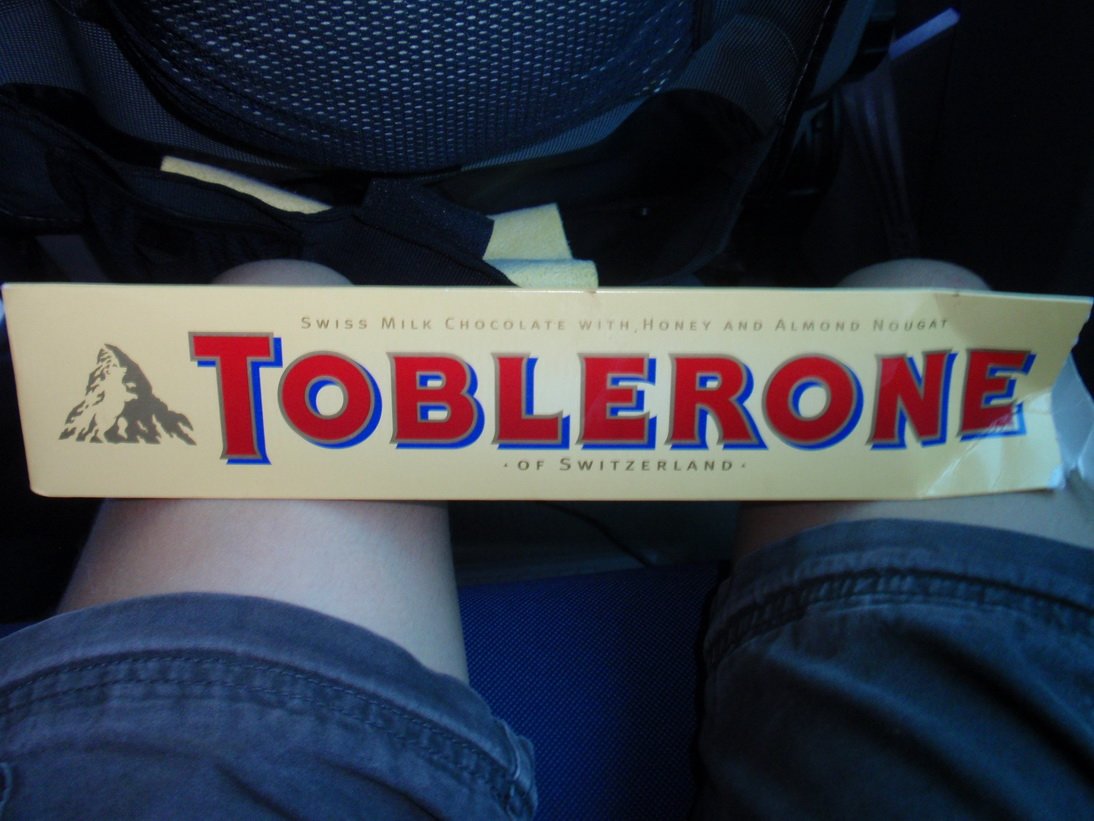 Swiss Milk Chocolate with Honey and Almond Nougat
TOBLERONE
·of Switzerland·